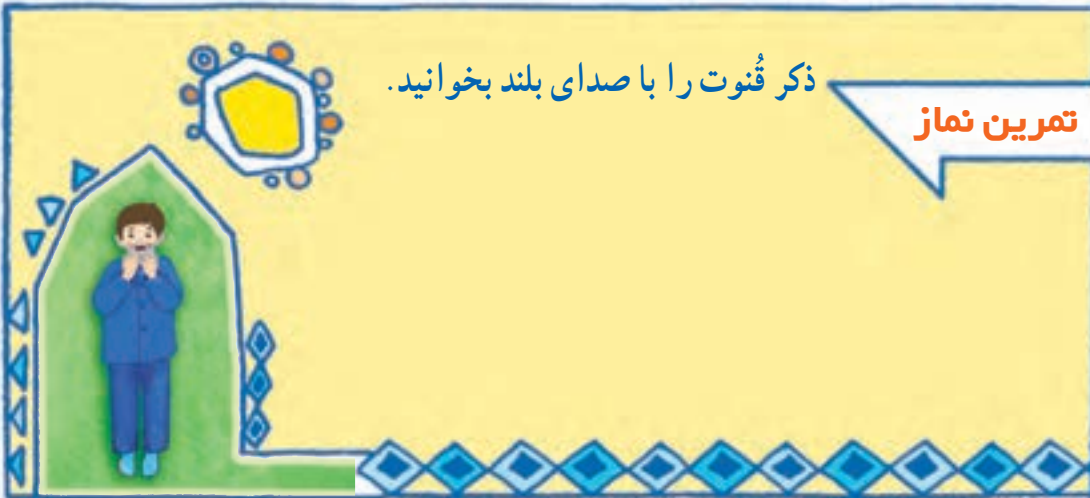 تمرین نماز
ذکر قُنوت را با صدای بلند بخوانید.